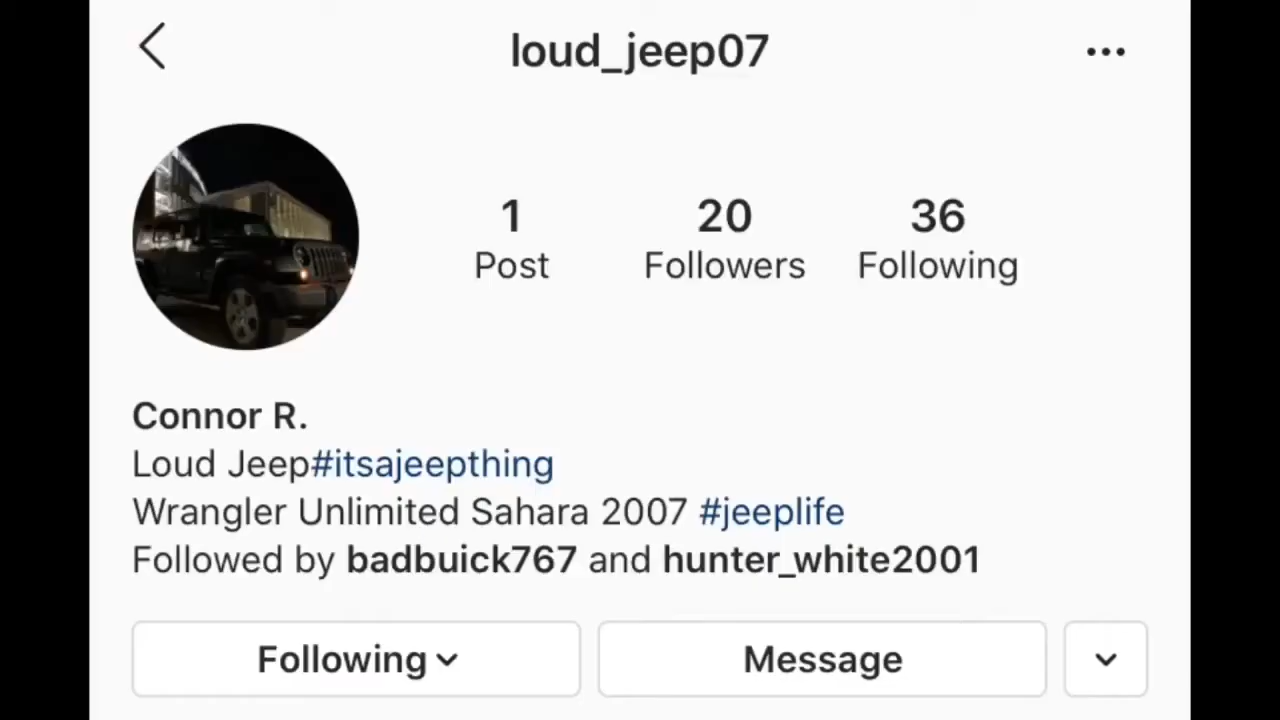 loud_jeep07
1 20 36
Post Followers Following
Connor R.
Loud Jeep#itsajeepthing
Wrangler Unlimited Sahara 2007 #jeeplife
Followed by badbuick767 and hunter_white2001
Following Message